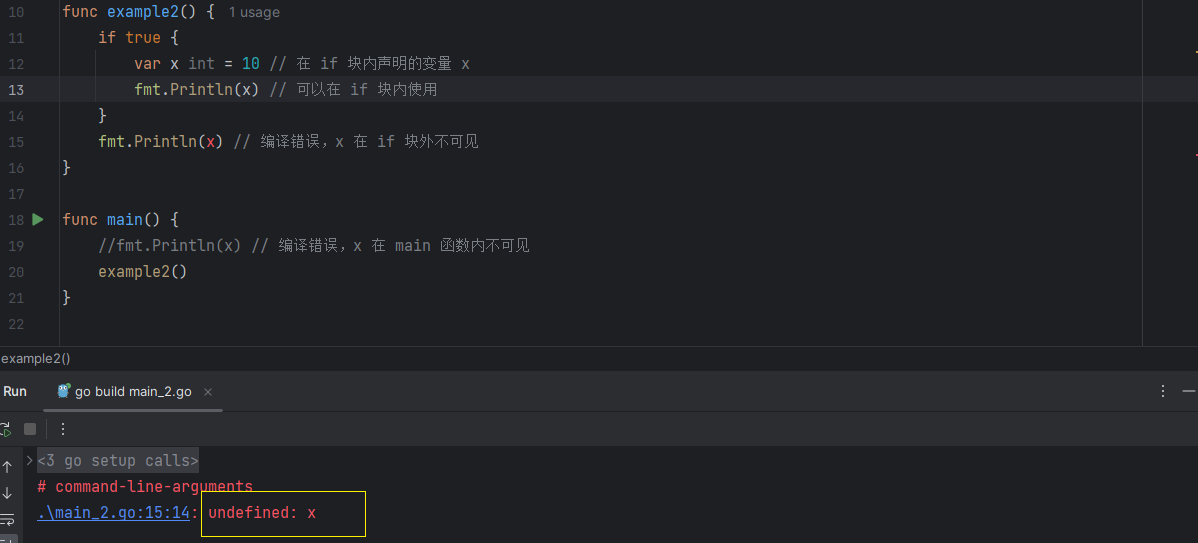 10 func example2() { 1 usage
11 if true {
12 var x int = 10 // 在 if 块内声明的变量 x
13 fmt.Println(x) // 可以在 if 块内使用
14 }
15 fmt.Println(x) // 编译错误，x 在 if 块外不可见
16 }
17
18 func main() {
19 //fmt.Println(x) // 编译错误，x 在 main 函数内不可见
20 example2()
21 }
22
example2()
Run go build main_2.go ×
<3 go setup calls>
# command-line-arguments
.\main_2.go:15:14: undefined: x